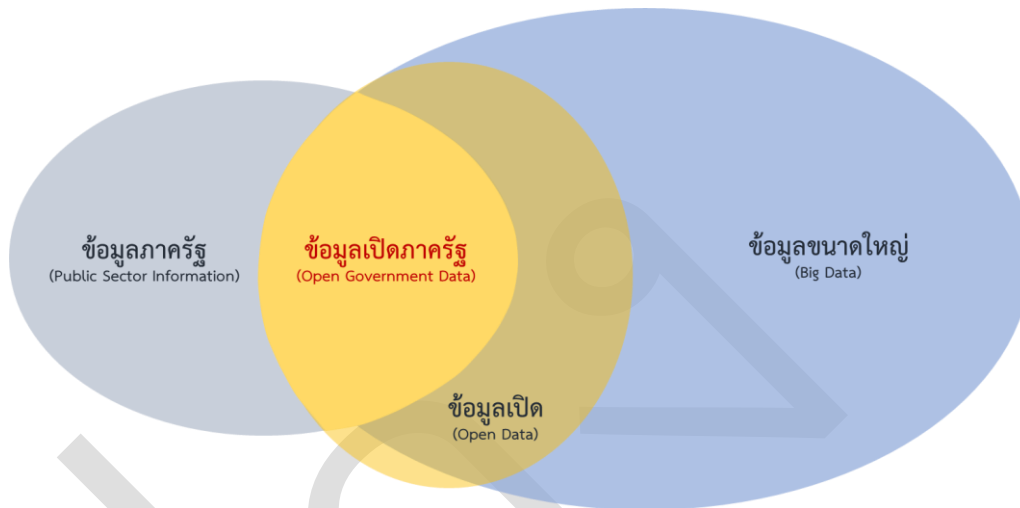 ข้อมูลภาครัฐ
(Public Sector Information)
ข้อมูลเปิดภาครัฐ
(Open Government Data)
ข้อมูลขนาดใหญ่
(Big Data)
ข้อมูลเปิด
(Open Data)